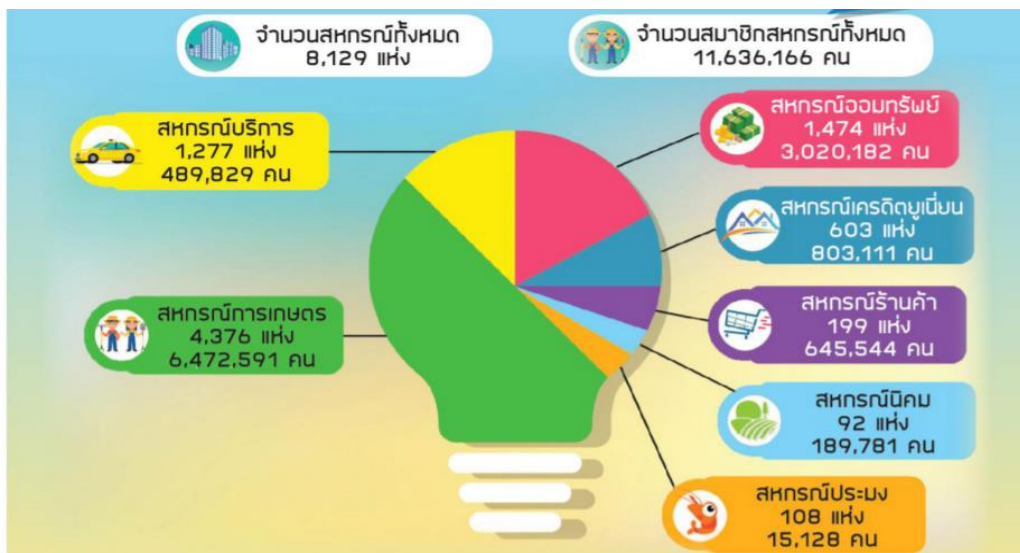 จำนวนสหกรณ์ทั้งหมด
8,129 แห่ง
จำนวนสมาชิกสหกรณ์ทั้งหมด
11,636,166 คน
สหกรณ์บริการ
1,277 แห่ง
489,829 คน
สหกรณ์การเกษตร
4,376 แห่ง
6,472,591 คน
สหกรณ์ออมทรัพย์
1,474 แห่ง
3,020,182 คน
สหกรณ์เครดิตยูเนี่ยน
603 แห่ง
803,111 คน
สหกรณ์ร้านค้า
199 แห่ง
645,544 คน
สหกรณ์นิคม
92 แห่ง
189,781 คน
สหกรณ์ประมง
108 แห่ง
15,128 คน